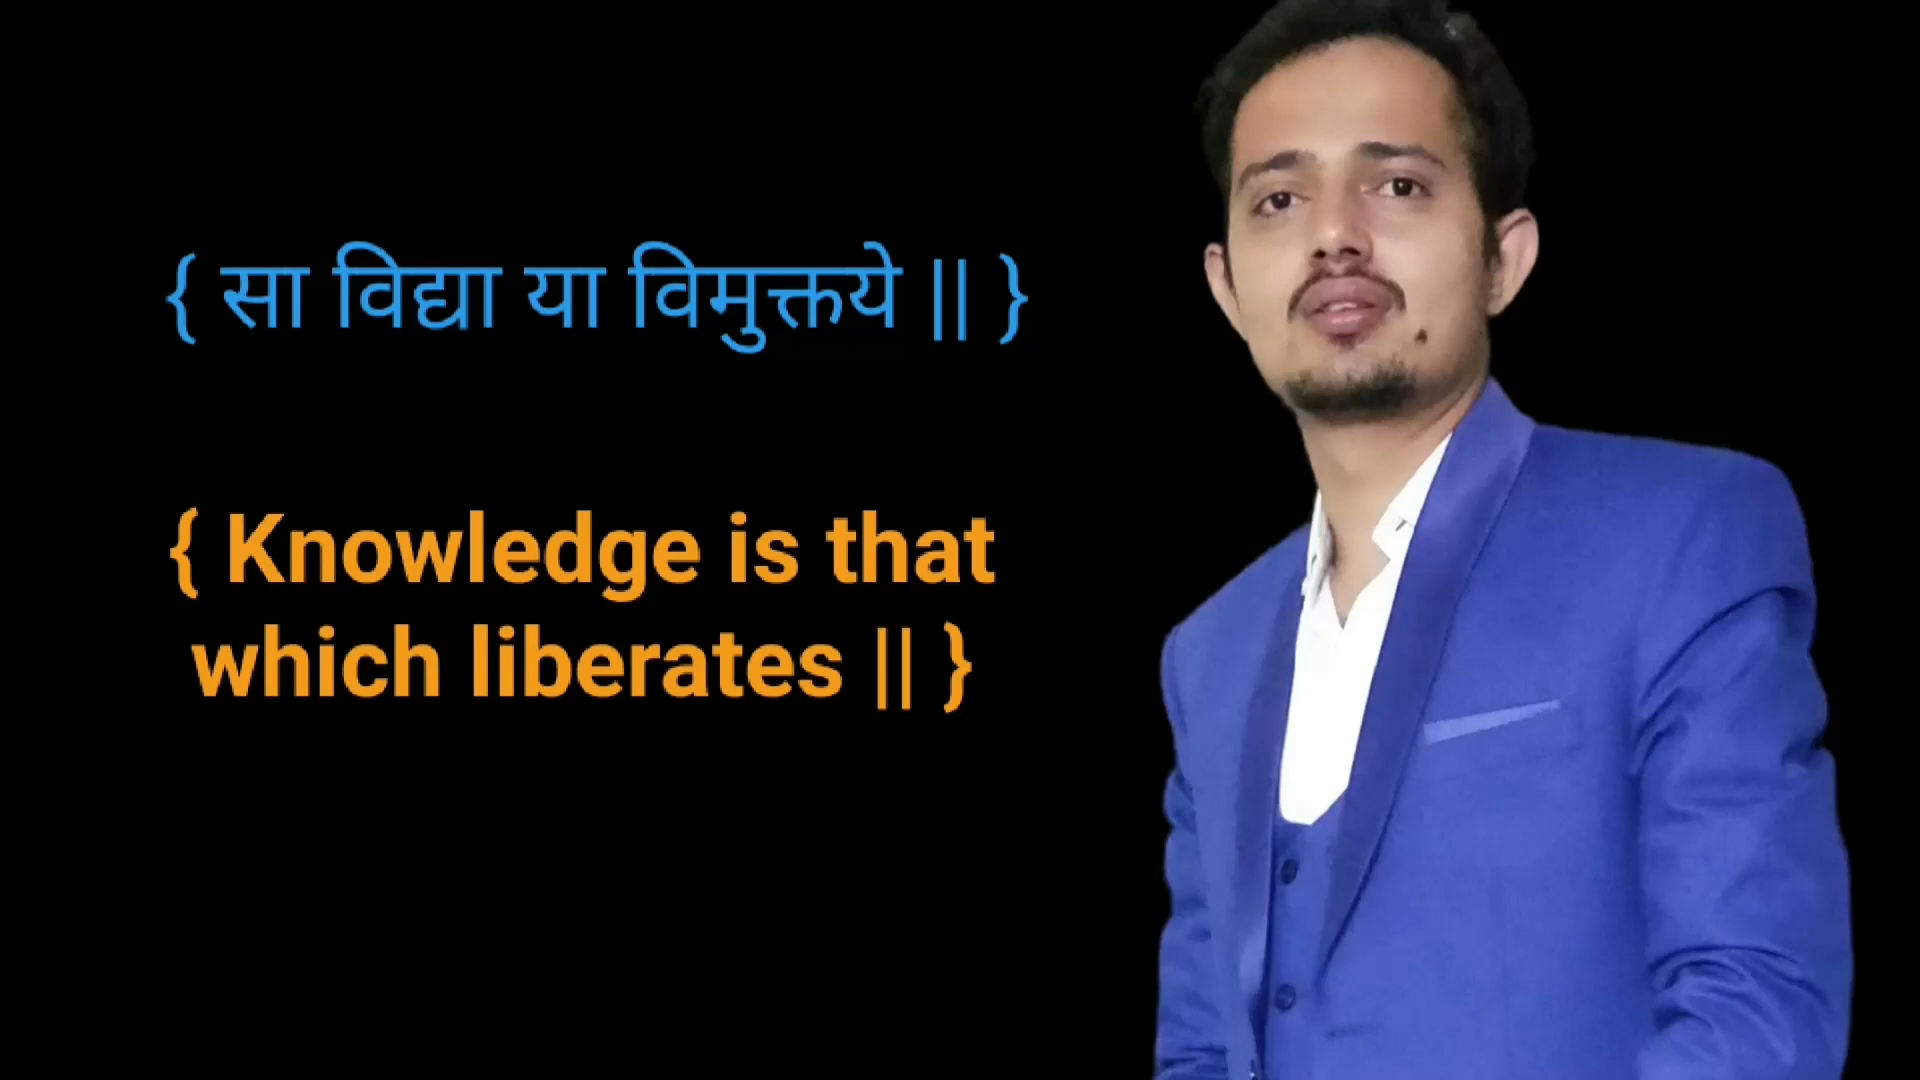 { सा विद्या या विमुक्तये || }
{ Knowledge is that
which liberates || }